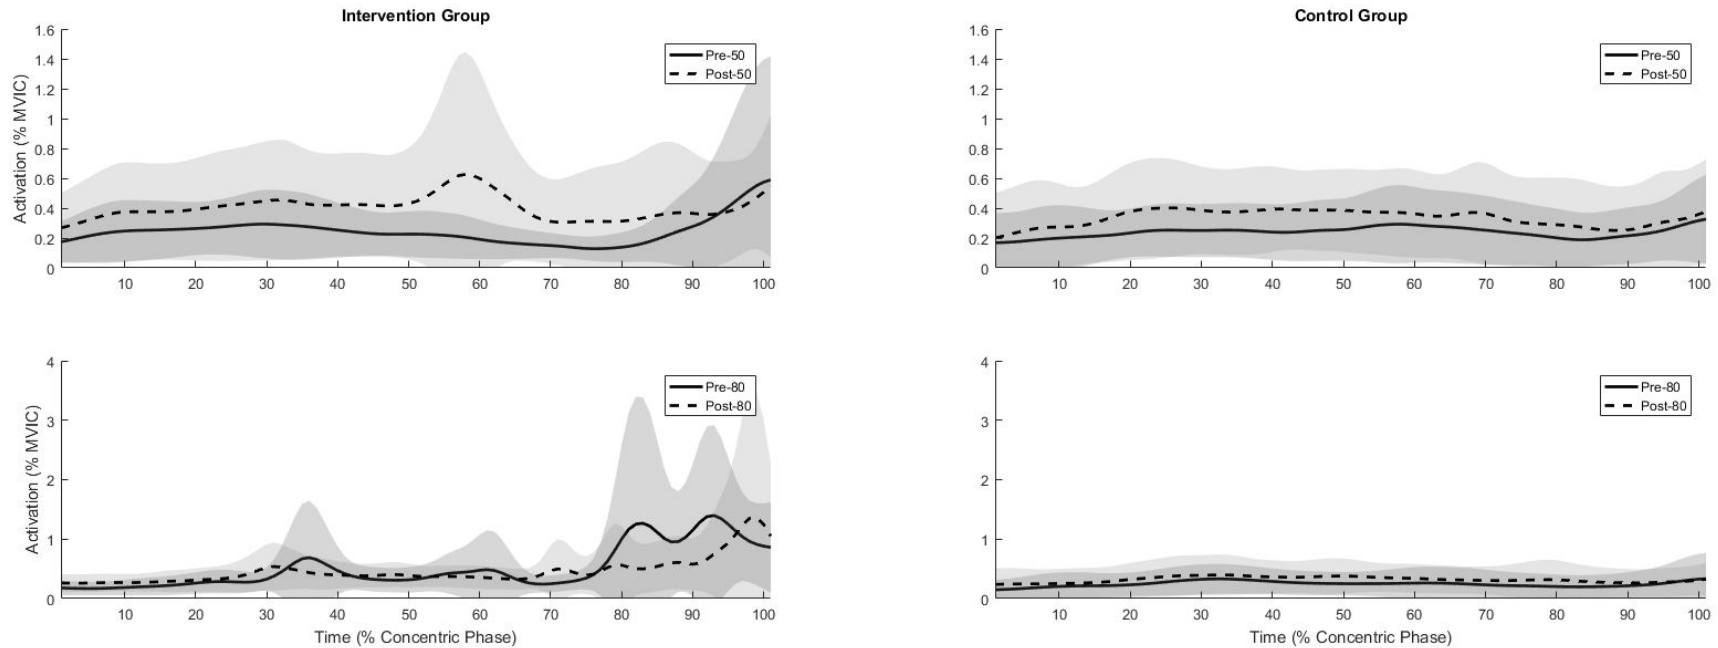 Intervention Group
1.6
1.4
1.2
1
0.8
0.6
0.4
0.2
0
Activation (% MVIC)
Pre-50
Post-50
10 20 30 40 50 60 70 80 90 100
Control Group
1.6
1.4
1.2
1
0.8
0.6
0.4
0.2
0
Pre-50
Post-50
10 20 30 40 50 60 70 80 90 100
4
3
2
1
0
Activation (% MVIC)
Pre-80
Post-80
10 20 30 40 50 60 70 80 90 100
Time (% Concentric Phase)
4
3
2
1
0
Pre-80
Post-80
10 20 30 40 50 60 70 80 90 100
Time (% Concentric Phase)